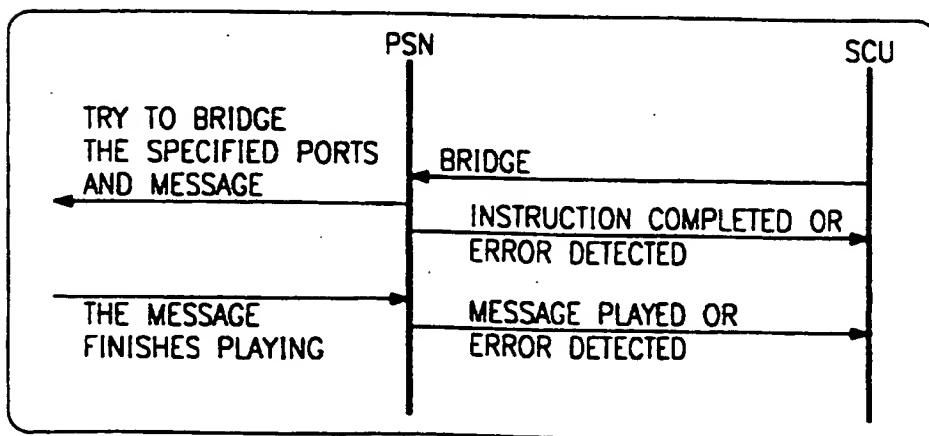 PSN
SCU
TRY TO BRIDGE
THE SPECIFIED PORTS
AND MESSAGE
BRIDGE
INSTRUCTION COMPLETED OR
ERROR DETECTED
THE MESSAGE
FINISHES PLAYING
MESSAGE PLAYED OR
ERROR DETECTED